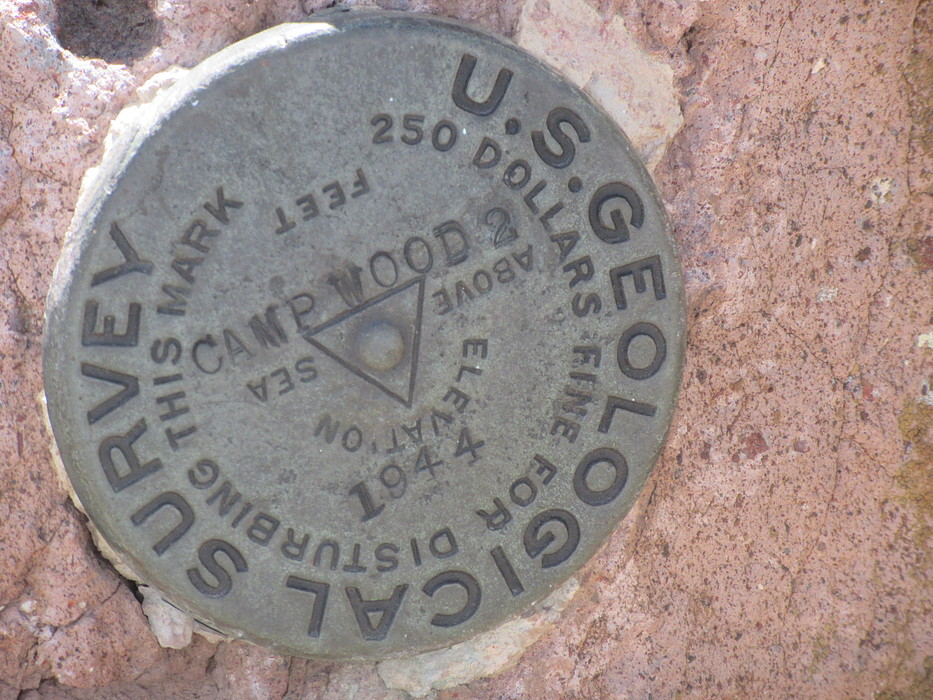 U.S. GEOLOGICAL SURVEY
250 DOLLARS FINE FOR DISTURBING THIS MARK
ELEVATION ABOVE SEA
FEET
CAMP WOOD 2
1944